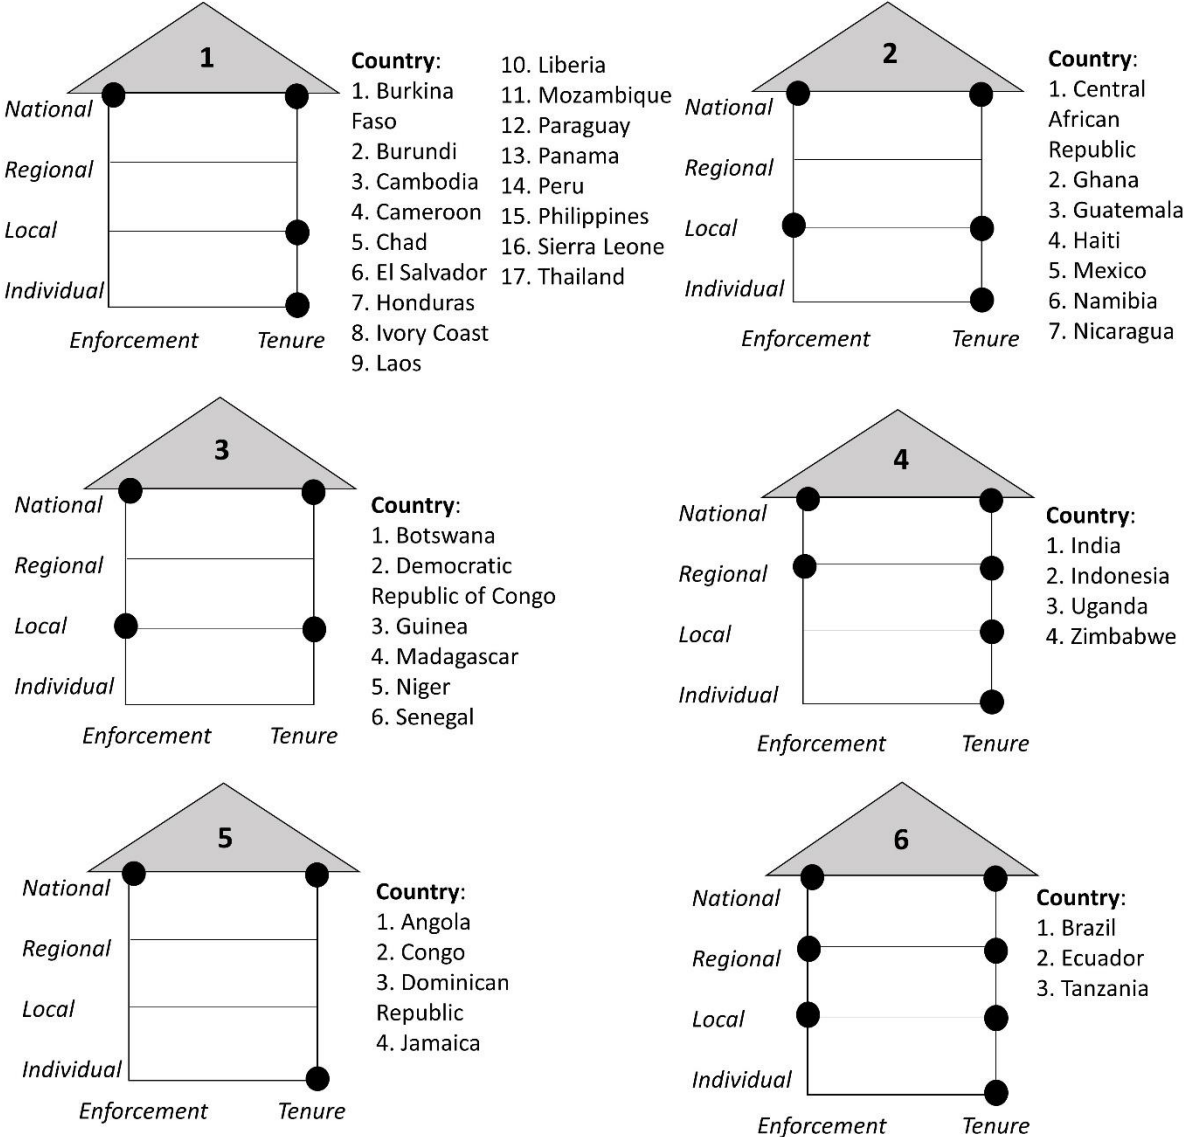 1
National
Regional
Local
Individual
Enforcement Tenure
Country:
1. Burkina
Faso
2. Burundi
3. Cambodia
4. Cameroon
5. Chad
6. El Salvador
7. Honduras
8. Ivory Coast
9. Laos
10. Liberia
11. Mozambique
12. Paraguay
13. Panama
14. Peru
15. Philippines
16. Sierra Leone
17. Thailand
2
National
Regional
Local
Individual
Enforcement Tenure
Country:
1. Central
African
Republic
2. Ghana
3. Guatemala
4. Haiti
5. Mexico
6. Namibia
7. Nicaragua
3
National
Regional
Local
Individual
Enforcement Tenure
Country:
1. Botswana
2. Democratic
Republic of Congo
3. Guinea
4. Madagascar
5. Niger
6. Senegal
4
National
Regional
Local
Individual
Enforcement Tenure
Country:
1. India
2. Indonesia
3. Uganda
4. Zimbabwe
5
National
Regional
Local
Individual
Enforcement Tenure
Country:
1. Angola
2. Congo
3. Dominican
Republic
4. Jamaica
6
National
Regional
Local
Individual
Enforcement Tenure
Country:
1. Brazil
2. Ecuador
3. Tanzania